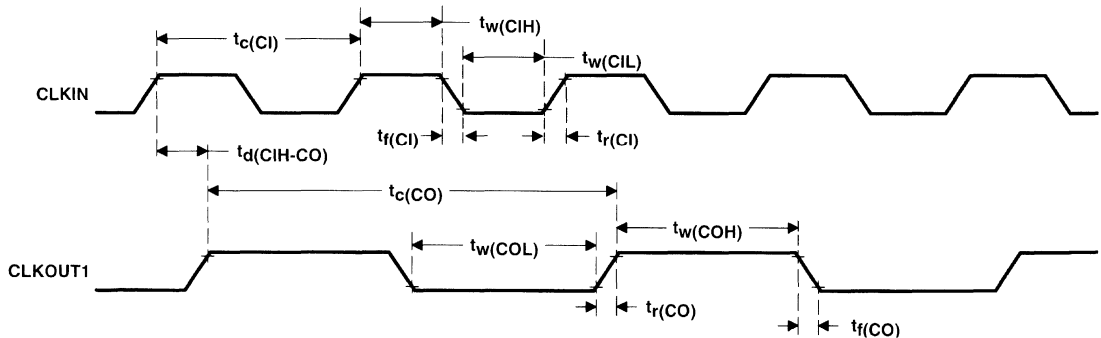 tc(CI)
tw(CIH)
tw(CIL)
CLKIN
tf(CI)
tr(CI)
td(CIH-CO)
tc(CO)
tw(COL)
tw(COH)
CLKOUT1
tr(CO)
tf(CO)